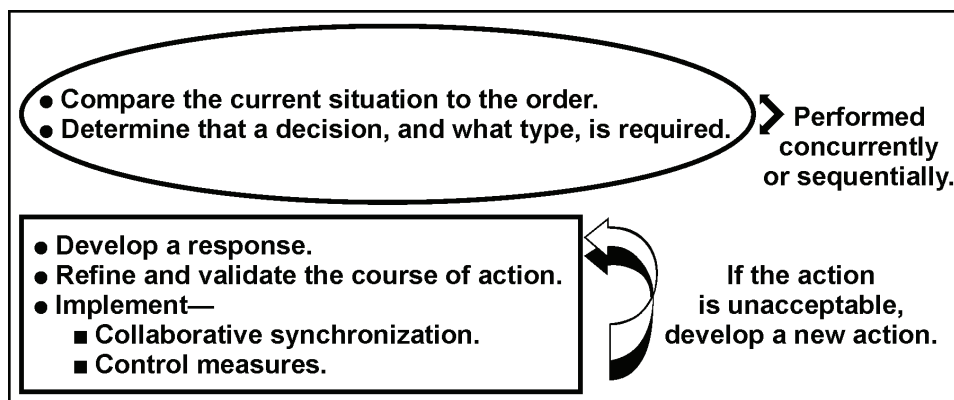 ● Compare the current situation to the order.
● Determine that a decision, and what type, is required.
Performed
concurrently
or sequentially.
● Develop a response.
● Refine and validate the course of action.
● Implement—
■ Collaborative synchronization.
■ Control measures.
If the action
is unacceptable,
develop a new action.